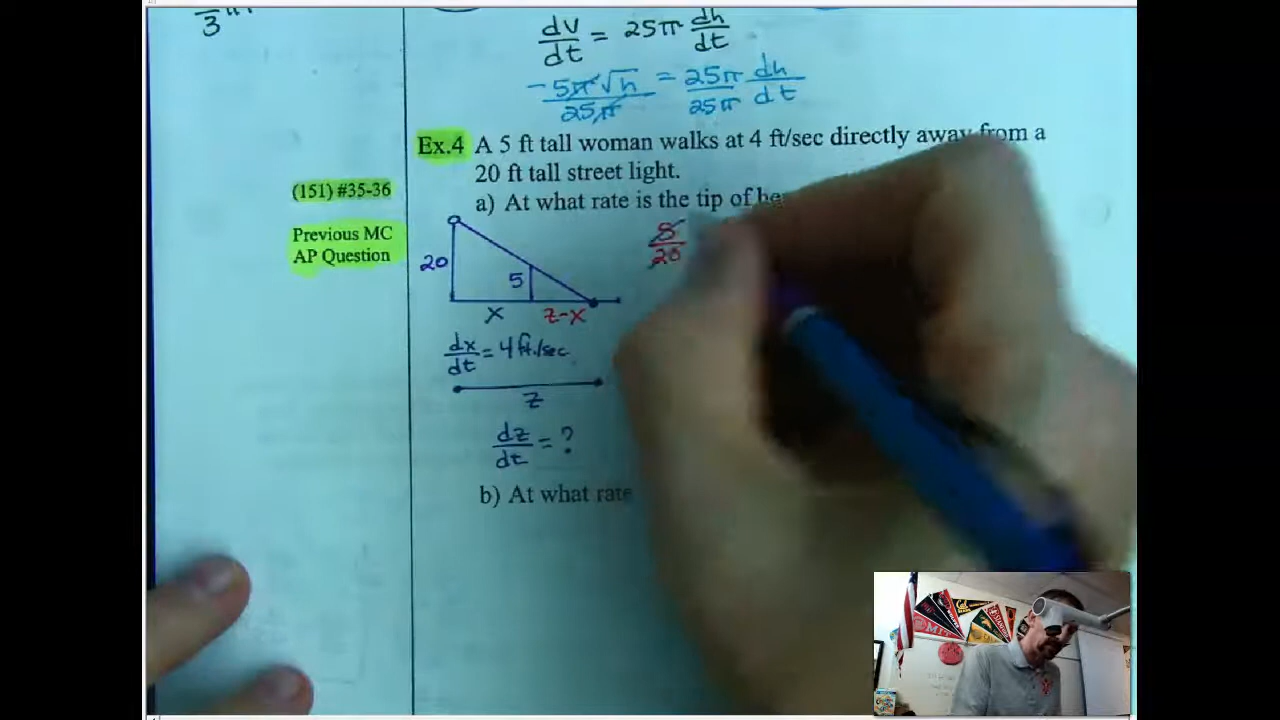 3
dv/dt = 25π dh/dt
-5π√h/25π = 25π/25π dh/dt
Ex.4 A 5 ft tall woman walks at 4 ft/sec directly away from a
(151) #35-36
20 ft tall street light.
a) At what rate is the tip of
Previous MC
AP Question
20
5
5/20
x
z-x
dx/dt = 4 ft./sec
z
dz/dt = ?
b) At what rate